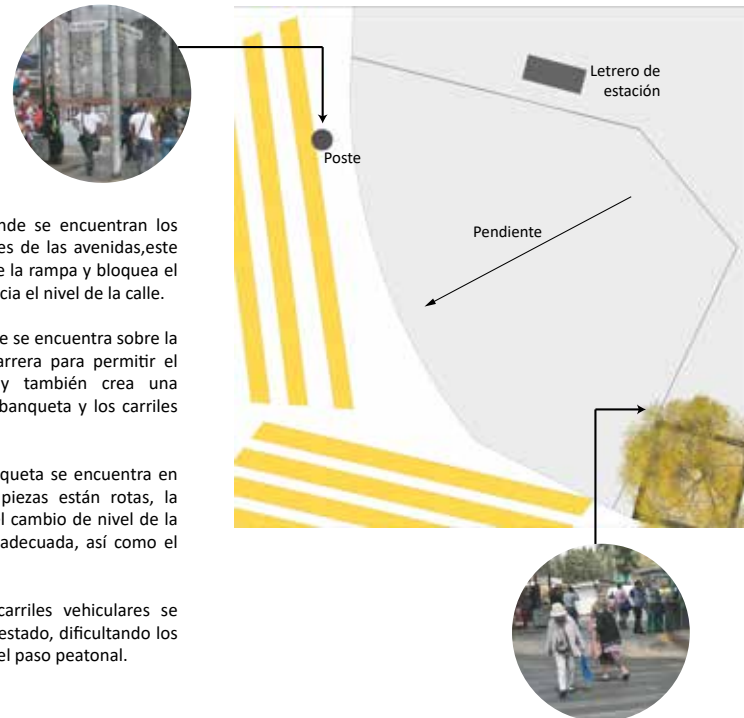 nde se encuentran los
es de las avenidas,este
e la rampa y bloquea el
cia el nivel de la calle.
e se encuentra sobre la
arrera para permitir el
y también crea una
banqueta y los carriles
queta se encuentra en
piezas están rotas, la
el cambio de nivel de la
adecuada, así como el
carriles vehiculares se
estado, dificultando los
el paso peatonal.
Letrero de
estación
Poste
Pendiente